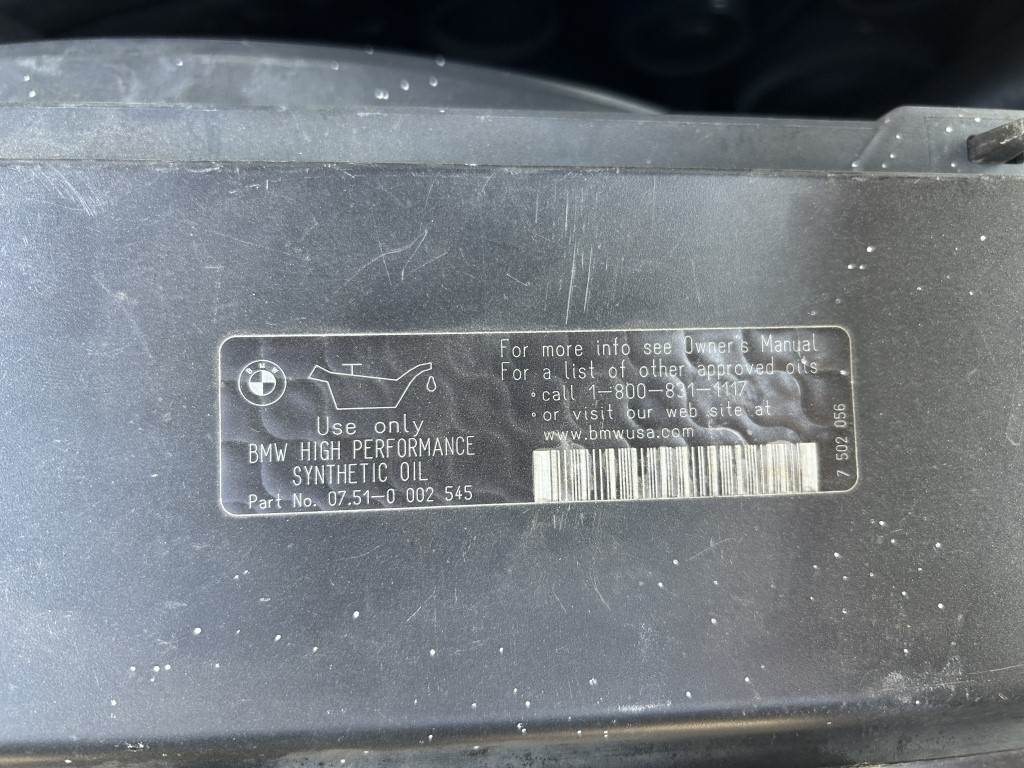 BMW
Use only
BMW HIGH PERFORMANCE
SYNTHETIC OIL
Part No. 07.51-0 002 545
For more info see Owner's Manual
For a list of other approved oils
• call 1-800-831-1117
• or visit our web site at
www.bmwusa.com
7 502 056